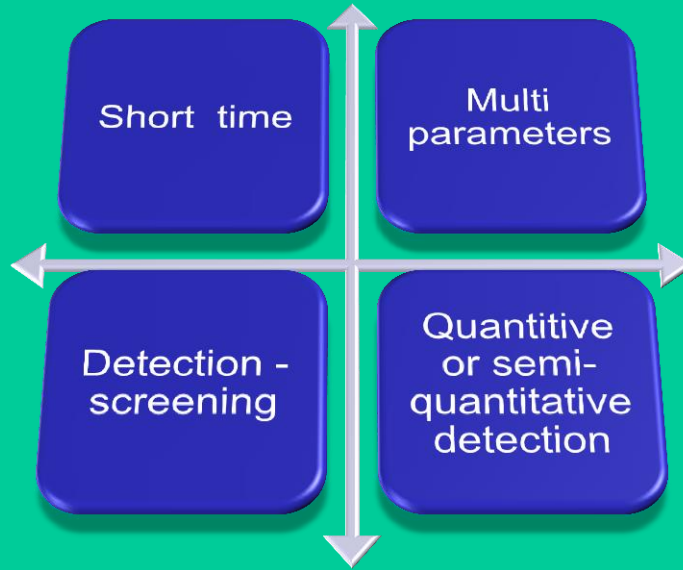 Short time
Multi
parameters
Detection -
screening
Quantitive
or semi-
quantitative
detection